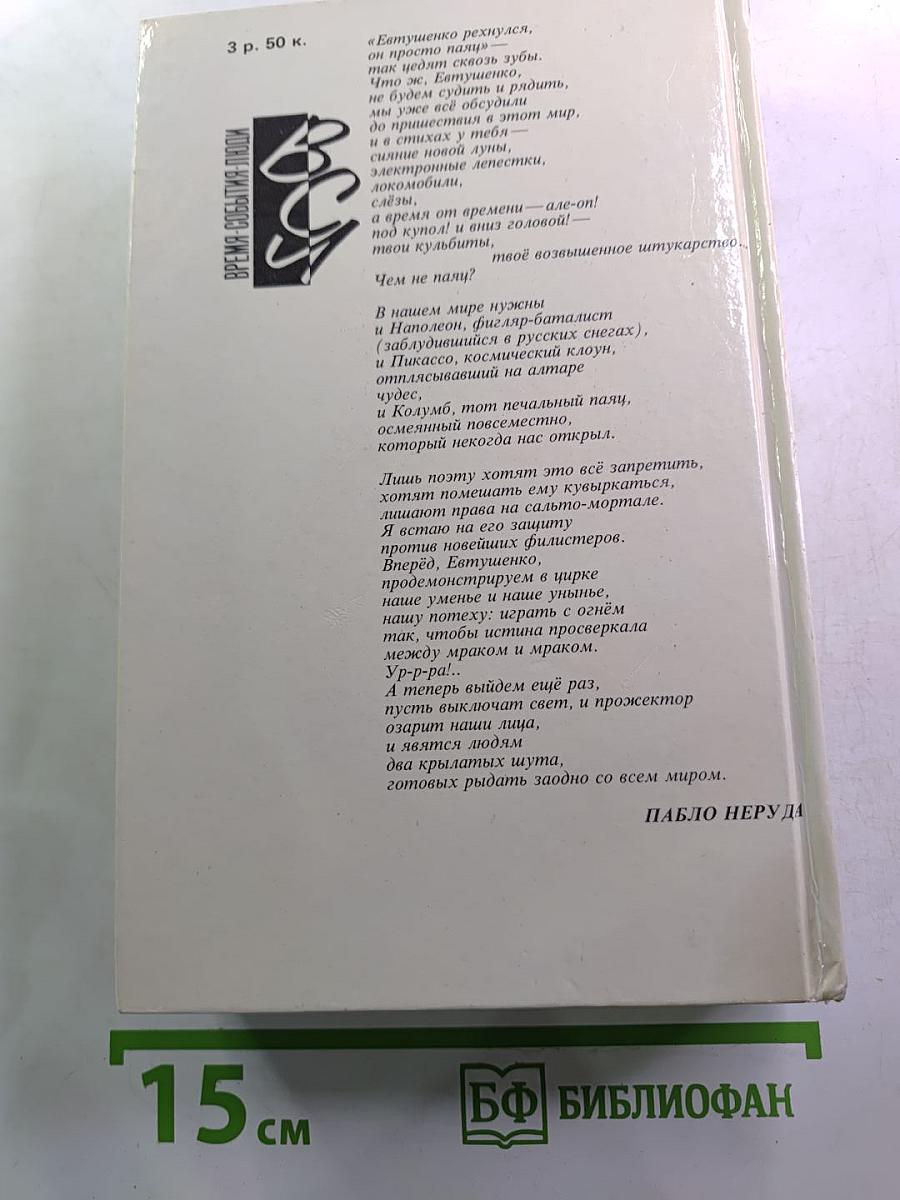 3 р. 50 к.
ВРЕМЯ·СОБЫТИЯ·ЛЮДИ
ВСЛ
«Евтушенко рехнулся,
он просто паяц» —
так цедят сквозь зубы.
Что ж, Евтушенко,
не будем судить и рядить,
мы уже всё обсудили
до пришествия в этот мир,
и в стихах у тебя —
сияние новой луны,
электронные лепестки,
локомобили,
слёзы,
а время от времени — але-оп!
под купол! и вниз головой! —
твои кульбиты,
твоё возвышенное штукарство...
Чем не паяц?
В нашем мире нужны
и Наполеон, фигляр-баталист
(заблудившийся в русских снегах),
и Пикассо, космический клоун,
отплясывавший на алтаре
чудес,
и Колумб, тот печальный паяц,
осмеянный повсеместно,
который некогда нас открыл.
Лишь поэту хотят это всё запретить,
хотят помешать ему кувыркаться,
лишают права на сальто-мортале.
Я встаю на его защиту
против новейших филистеров.
Вперёд, Евтушенко,
продемонстрируем в цирке
наше уменье и наше унынье,
нашу потеху: играть с огнём
так, чтобы истина просверкала
между мраком и мраком.
Ур-р-ра!..
А теперь выйдем ещё раз,
пусть выключат свет, и прожектор
озарит наши лица,
и явятся людям
два крылатых шута,
готовых рыдать заодно со всем миром.
ПАБЛО НЕРУДА
15 см
БФ БИБЛИОФАН